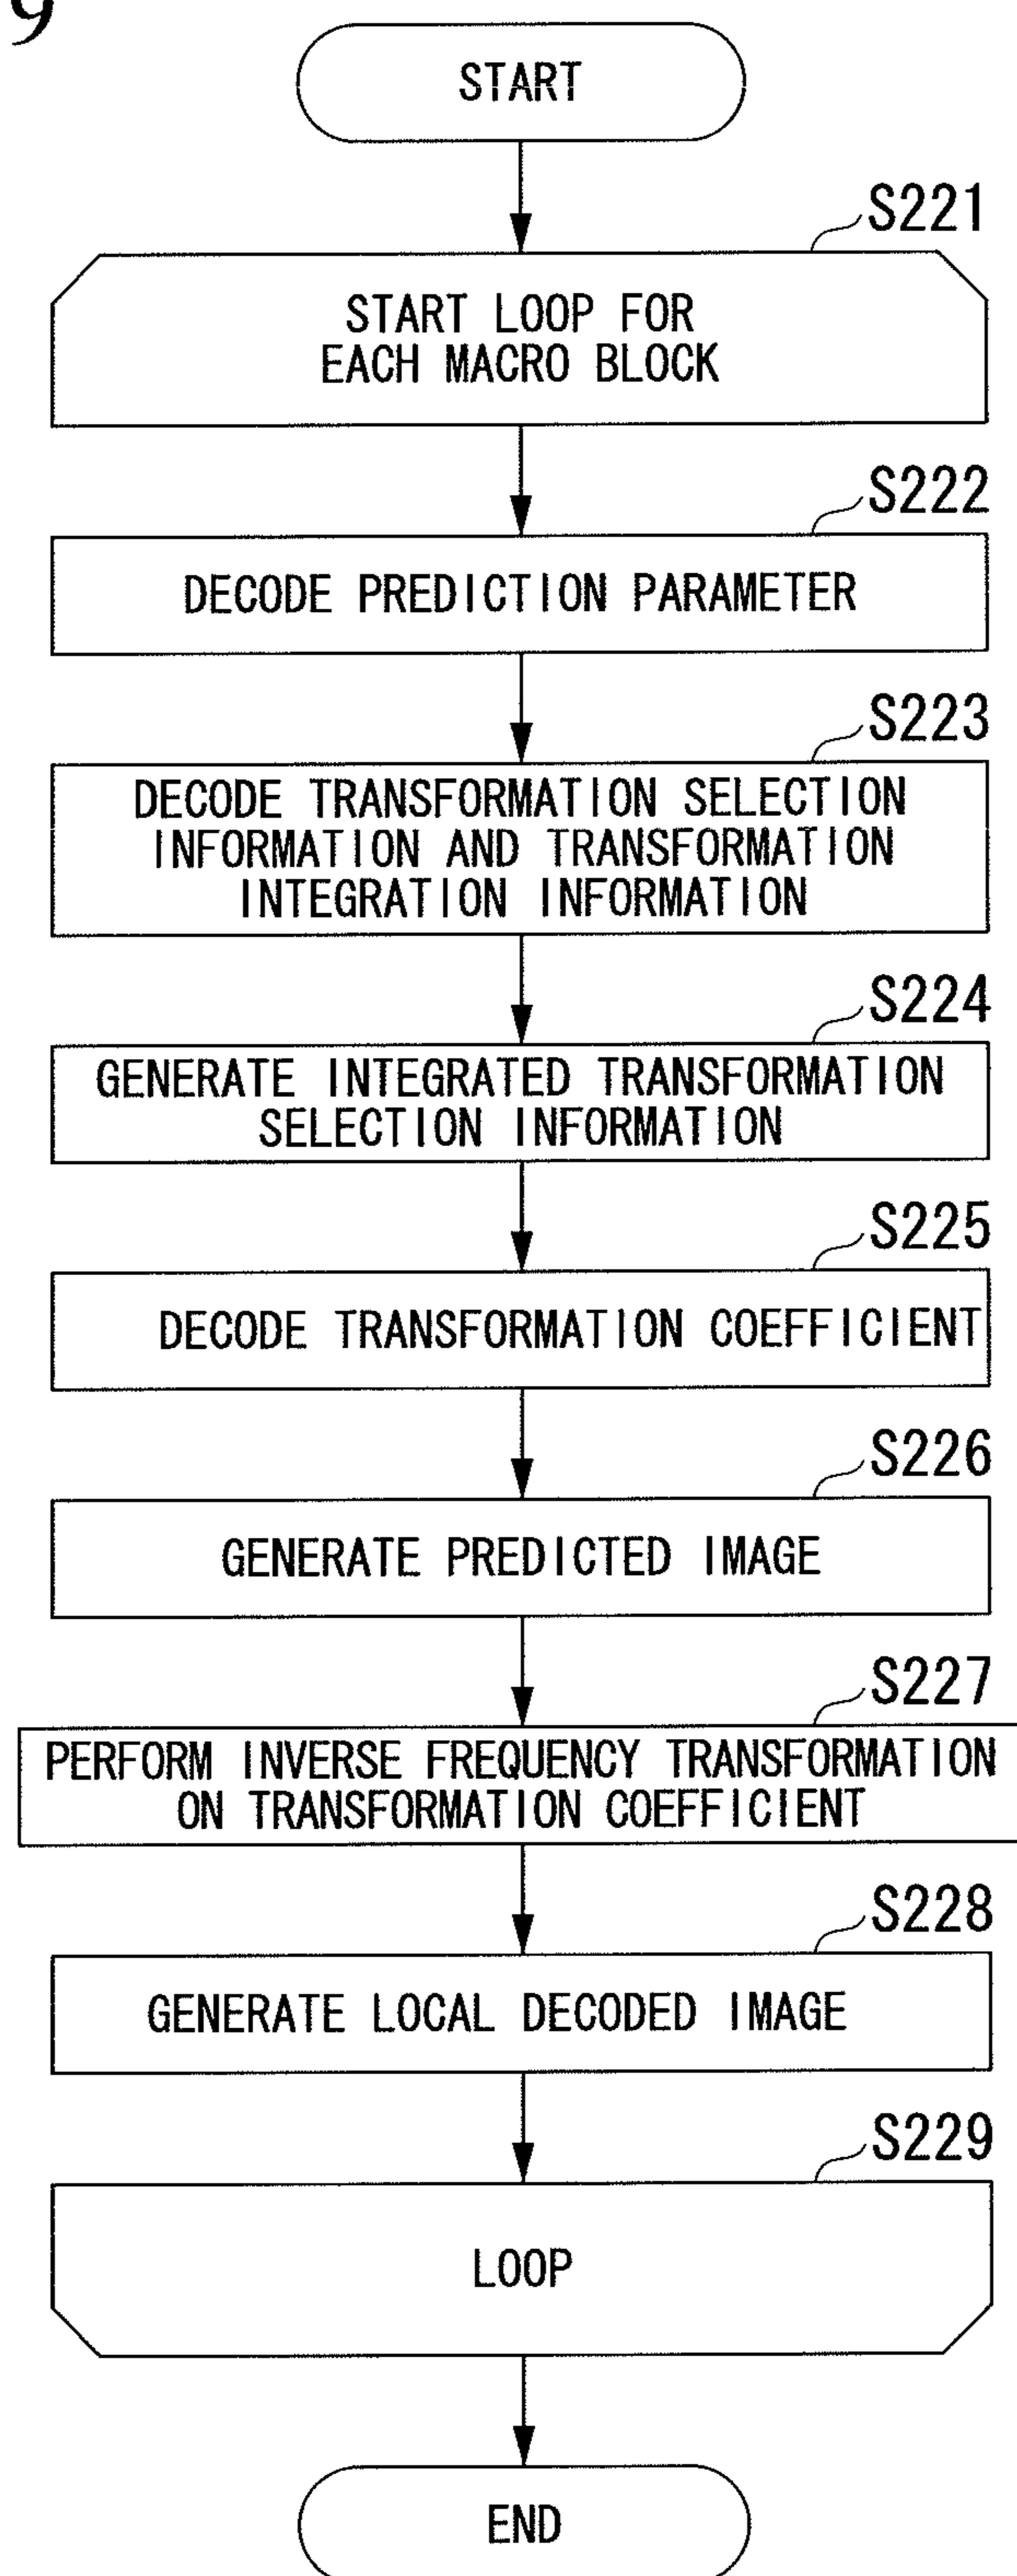 9
START
S221
START LOOP FOR
EACH MACRO BLOCK
S222
DECODE PREDICTION PARAMETER
S223
DECODE TRANSFORMATION SELECTION
INFORMATION AND TRANSFORMATION
INTEGRATION INFORMATION
S224
GENERATE INTEGRATED TRANSFORMATION
SELECTION INFORMATION
S225
DECODE TRANSFORMATION COEFFICIENT
S226
GENERATE PREDICTED IMAGE
S227
PERFORM INVERSE FREQUENCY TRANSFORMATION
ON TRANSFORMATION COEFFICIENT
S228
GENERATE LOCAL DECODED IMAGE
S229
LOOP
END